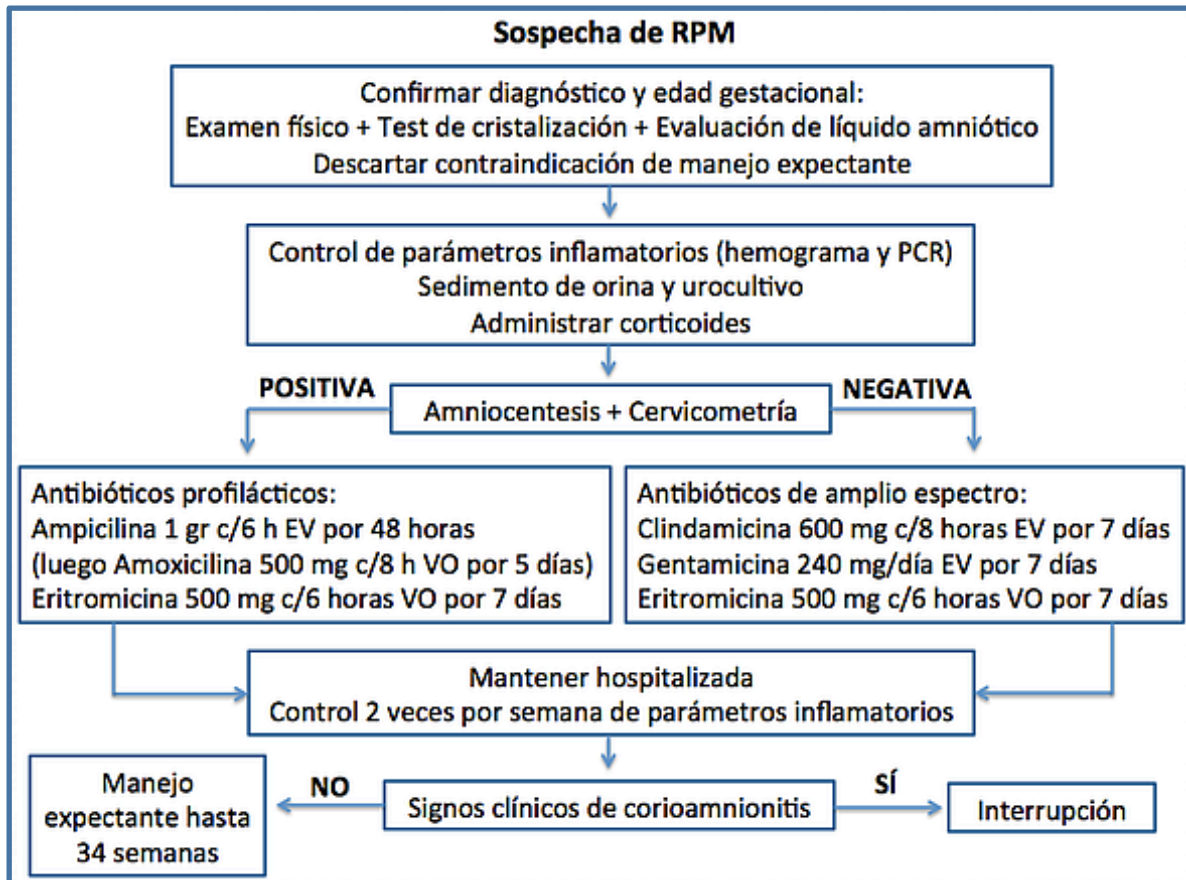 Sospecha de RPM
Confirmar diagnóstico y edad gestacional:
Examen físico + Test de cristalización + Evaluación de líquido amniótico
Descartar contraindicación de manejo expectante
Control de parámetros inflamatorios (hemograma y PCR)
Sedimento de orina y urocultivo
Administrar corticoides
POSITIVA
NEGATIVA
Amniocentesis + Cervicometría
Antibióticos profilácticos:
Ampicilina 1 gr c/6 h EV por 48 horas
(luego Amoxicilina 500 mg c/8 h VO por 5 días)
Eritromicina 500 mg c/6 horas VO por 7 días
Antibióticos de amplio espectro:
Clindamicina 600 mg c/8 horas EV por 7 días
Gentamicina 240 mg/día EV por 7 días
Eritromicina 500 mg c/6 horas VO por 7 días
Mantener hospitalizada
Control 2 veces por semana de parámetros inflamatorios
Manejo
expectante hasta
34 semanas
NO
Signos clínicos de corioamnionitis
SÍ
Interrupción